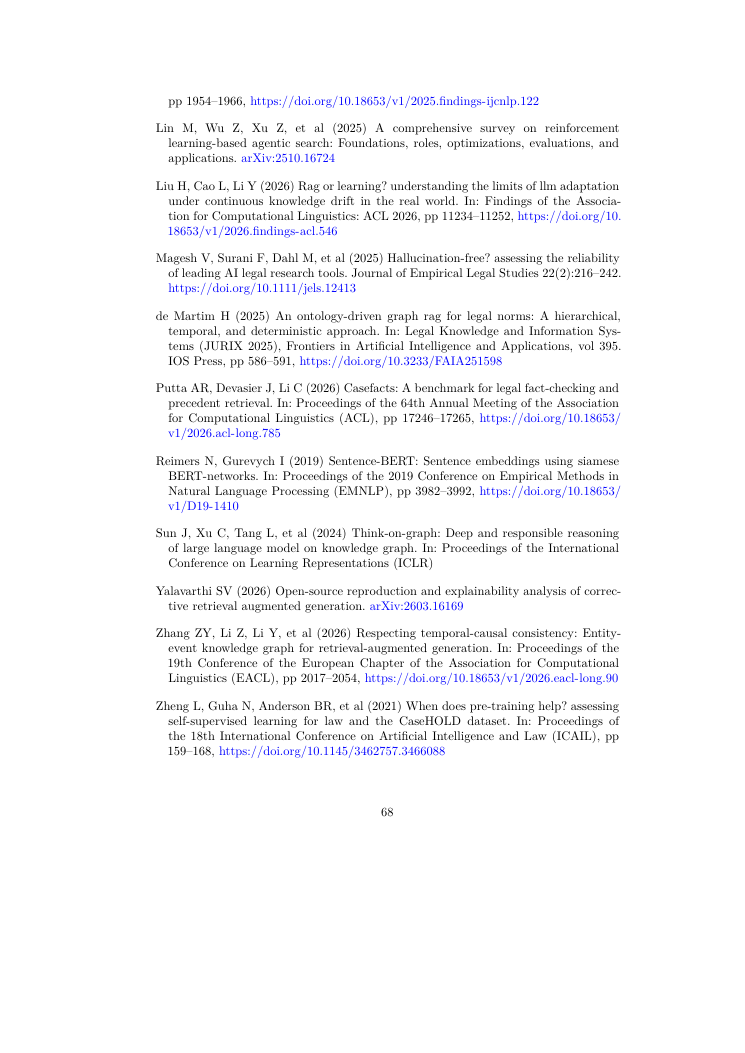 pp 1954–1966, https://doi.org/10.18653/v1/2025.findings-ijcnlp.122
Lin M, Wu Z, Xu Z, et al (2025) A comprehensive survey on reinforcement
learning-based agentic search: Foundations, roles, optimizations, evaluations, and
applications. arXiv:2510.16724
Liu H, Cao L, Li Y (2026) Rag or learning? understanding the limits of llm adaptation
under continuous knowledge drift in the real world. In: Findings of the Associa-
tion for Computational Linguistics: ACL 2026, pp 11234–11252, https://doi.org/10.
18653/v1/2026.findings-acl.546
Magesh V, Surani F, Dahl M, et al (2025) Hallucination-free? assessing the reliability
of leading AI legal research tools. Journal of Empirical Legal Studies 22(2):216–242.
https://doi.org/10.1111/jels.12413
de Martim H (2025) An ontology-driven graph rag for legal norms: A hierarchical,
temporal, and deterministic approach. In: Legal Knowledge and Information Sys-
tems (JURIX 2025), Frontiers in Artificial Intelligence and Applications, vol 395.
IOS Press, pp 586–591, https://doi.org/10.3233/FAIA251598
Putta AR, Devasier J, Li C (2026) Casefacts: A benchmark for legal fact-checking and
precedent retrieval. In: Proceedings of the 64th Annual Meeting of the Association
for Computational Linguistics (ACL), pp 17246–17265, https://doi.org/10.18653/
v1/2026.acl-long.785
Reimers N, Gurevych I (2019) Sentence-BERT: Sentence embeddings using siamese
BERT-networks. In: Proceedings of the 2019 Conference on Empirical Methods in
Natural Language Processing (EMNLP), pp 3982–3992, https://doi.org/10.18653/
v1/D19-1410
Sun J, Xu C, Tang L, et al (2024) Think-on-graph: Deep and responsible reasoning
of large language model on knowledge graph. In: Proceedings of the International
Conference on Learning Representations (ICLR)
Yalavarthi SV (2026) Open-source reproduction and explainability analysis of correc-
tive retrieval augmented generation. arXiv:2603.16169
Zhang ZY, Li Z, Li Y, et al (2026) Respecting temporal-causal consistency: Entity-
event knowledge graph for retrieval-augmented generation. In: Proceedings of the
19th Conference of the European Chapter of the Association for Computational
Linguistics (EACL), pp 2017–2054, https://doi.org/10.18653/v1/2026.eacl-long.90
Zheng L, Guha N, Anderson BR, et al (2021) When does pre-training help? assessing
self-supervised learning for law and the CaseHOLD dataset. In: Proceedings of
the 18th International Conference on Artificial Intelligence and Law (ICAIL), pp
159–168, https://doi.org/10.1145/3462757.3466088
68